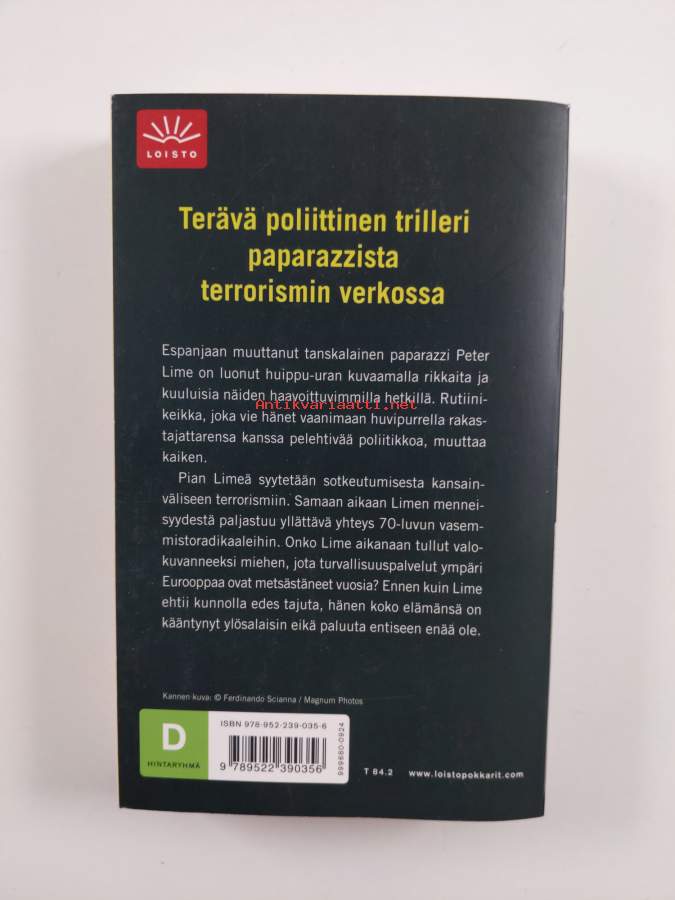 LOISTO
Terävä poliittinen trilleri
paparazzista
terrorismin verkossa
Espanjaan muuttanut tanskalainen paparazzi Peter
Lime on luonut huippu-uran kuvaamalla rikkaita ja
kuuluisia näiden haavoittuvimmilla hetkillä. Rutiini-
Antikvariaatti.net
keikka, joka vie hänet vaanimaan huvipurrella rakas-
tajattarensa kanssa pelehtivää poliitikkoa, muuttaa
kaiken.
Pian Limeä syytetään sotkeutumisesta kansain-
väliseen terrorismiin. Samaan aikaan Limen mennei-
syydestä paljastuu yllättävä yhteys 70-luvun vasem-
mistoradikaaleihin. Onko Lime aikanaan tullut valo-
kuvanneeksi miehen, jota turvallisuuspalvelut ympäri
Eurooppaa ovat metsästäneet vuosia? Ennen kuin Lime
ehtii kunnolla edes tajuta, hänen koko elämänsä on
kääntynyt ylösalaisin eikä paluuta entiseen enää ole.
Kannen kuva: © Ferdinando Scianna / Magnum Photos
D
HINTARYHMÄ
ISBN 978-952-239-035-6
9 789522 390356
999680-0924
T 84.2
www.loistopokkarit.com